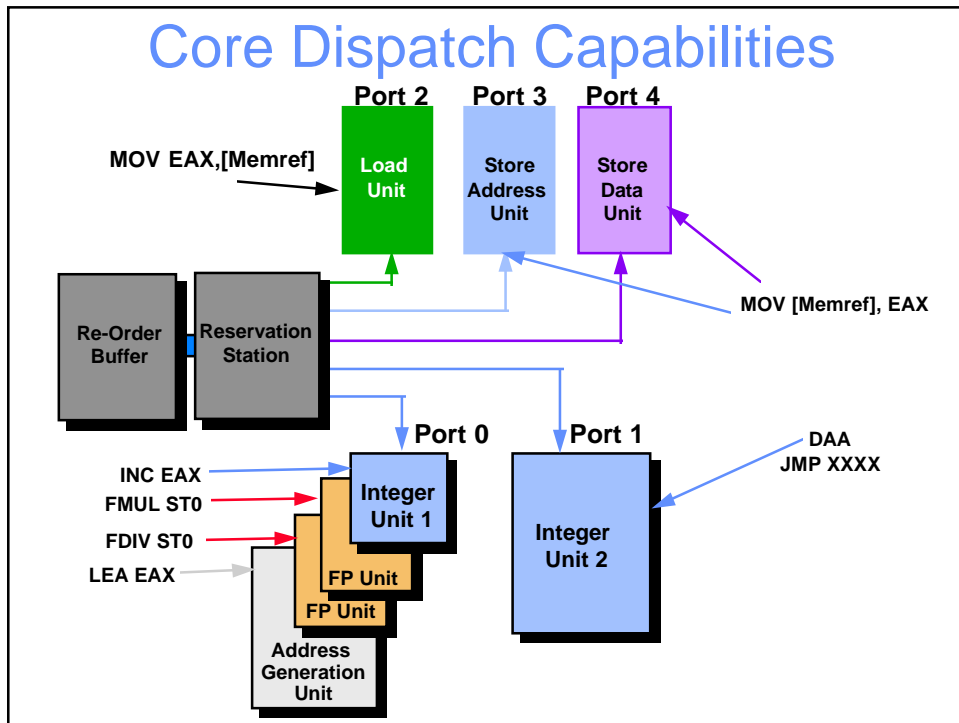 Core Dispatch Capabilities
Port 2
Port 3
Port 4
MOV EAX,[Memref]
Load
Unit
Store
Address
Unit
Store
Data
Unit
MOV [Memref], EAX
Re-Order
Buffer
Reservation
Station
Port 0
Port 1
DAA
JMP XXXX
INC EAX
FMUL ST0
FDIV ST0
LEA EAX
Integer
Unit 1
FP Unit
FP Unit
Address
Generation
Unit
Integer
Unit 2